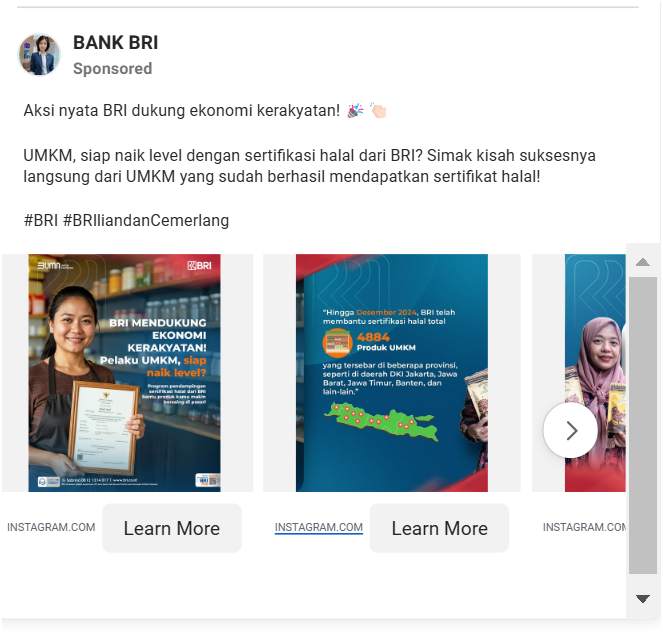 BANK BRI
Sponsored
Aksi nyata BRI dukung ekonomi kerakyatan! 🎉 👏🏻
UMKM, siap naik level dengan sertifikasi halal dari BRI? Simak kisah suksesnya
langsung dari UMKM yang sudah berhasil mendapatkan sertifikat halal!
#BRI #BRIliandanCemerlang
BUMN
BRI
BRI MENDUKUNG
EKONOMI
KERAKYATAN!
Pelaku UMKM, siap
naik level?
Program pendampingan
sertifikasi halal dari BRI
bantu produk kamu makin
bersaing di pasar!
"Hingga Desember 2024, BRI telah
membantu sertifikasi halal total
4884
Produk UMKM
yang tersebar di beberapa provinsi,
seperti di daerah DKI Jakarta, Jawa
Barat, Jawa Timur, Banten, dan
lain-lain."
INSTAGRAM.COM
Learn More
INSTAGRAM.COM
Learn More
INSTAGRAM.COM